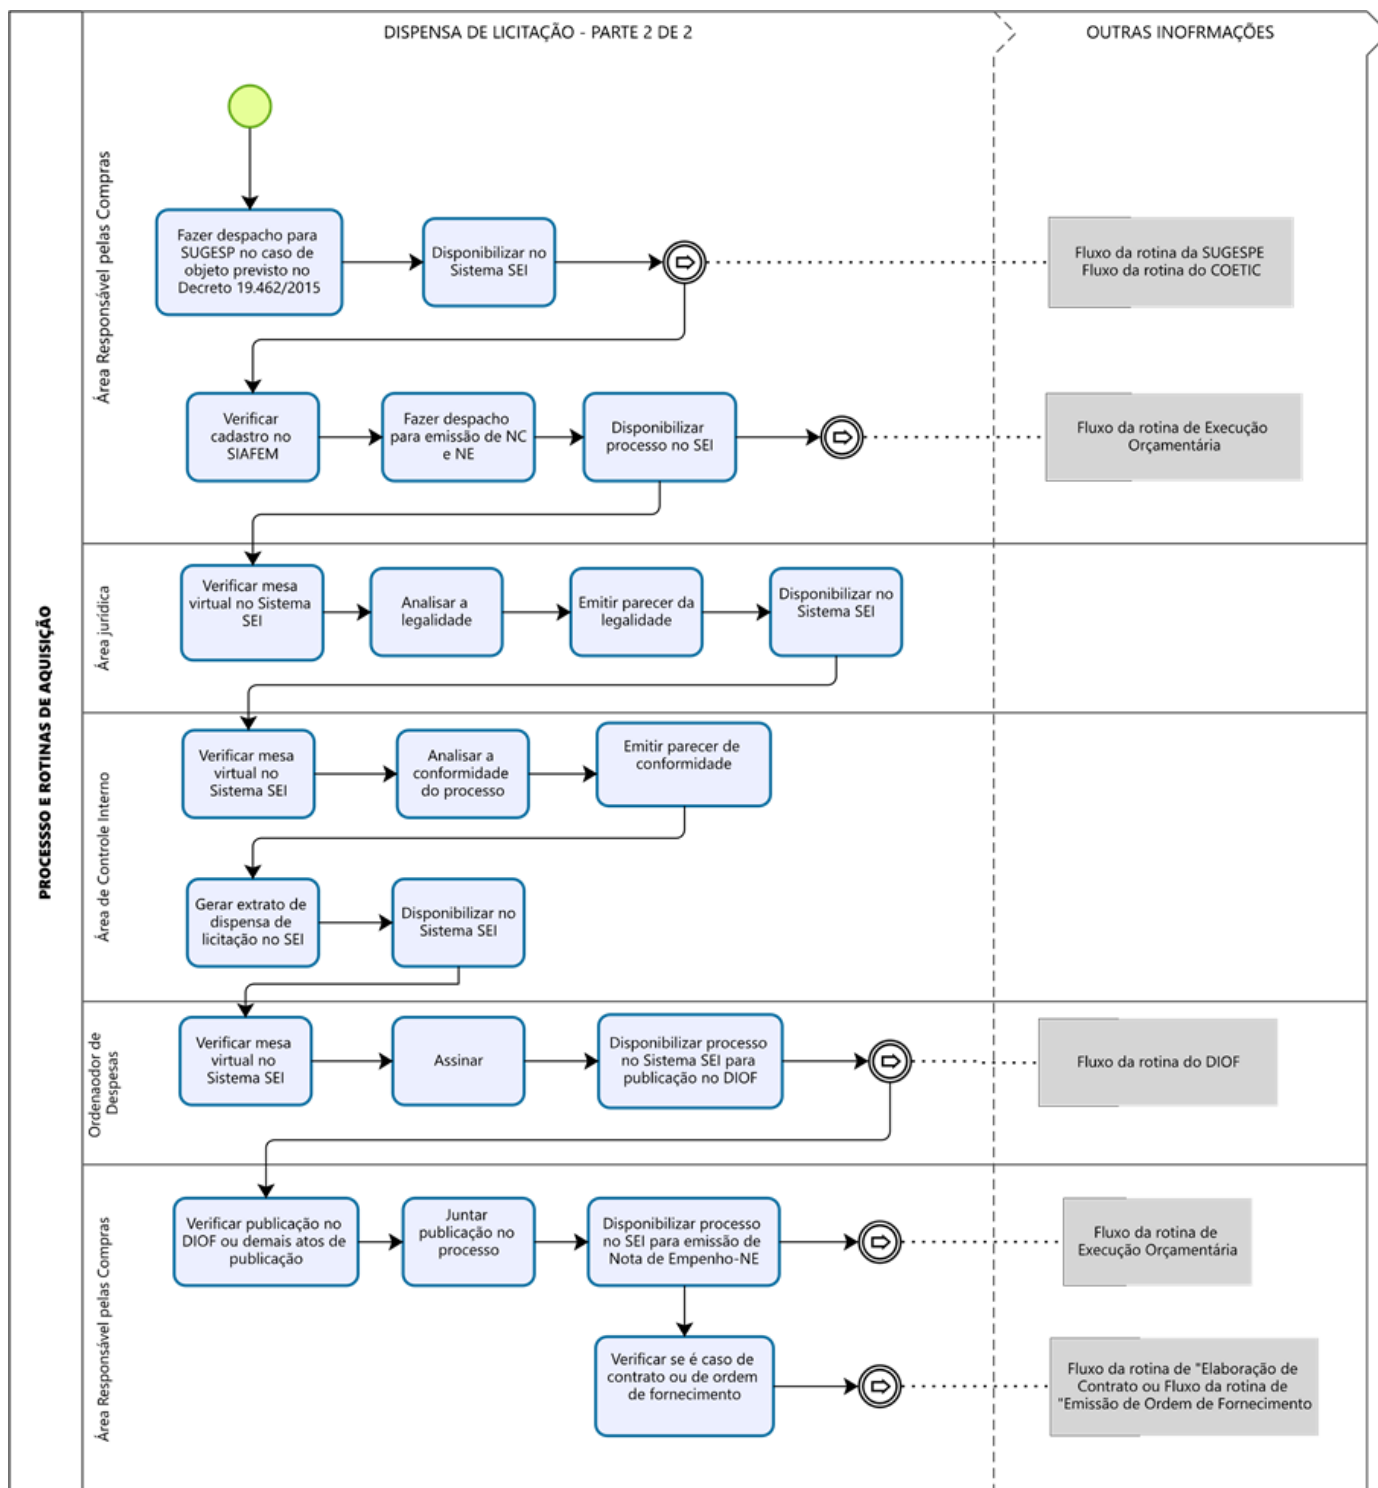 DISPENSA DE LICITAÇÃO - PARTE 2 DE 2
OUTRAS INOFRMAÇÕES
PROCESSSO E ROTINAS DE AQUISIÇÃO
Área Responsável pelas Compras
Fazer despacho para
SUGESP no caso de
objeto previsto no
Decreto 19.462/2015
Disponibilizar no
Sistema SEI
Fluxo da rotina da SUGESPE
Fluxo da rotina do COETIC
Verificar
cadastro no
SIAFEM
Fazer despacho
para emissão de NC
e NE
Disponibilizar
processo no SEI
Fluxo da rotina de Execução
Orçamentária
Área jurídica
Verificar mesa
virtual no Sistema
SEI
Analisar a
legalidade
Emitir parecer da
legalidade
Disponibilizar no
Sistema SEI
Área de Controle Interno
Verificar mesa
virtual no
Sistema SEI
Analisar a
conformidade
do processo
Emitir parecer de
conformidade
Gerar extrato de
dispensa de
licitação no SEI
Disponibilizar no
Sistema SEI
Ordenaodor de
Despesas
Verificar mesa
virtual no
Sistema SEI
Assinar
Disponibilizar processo
no Sistema SEI para
publicação no DIOF
Fluxo da rotina do DIOF
Área Responsável pelas Compras
Verificar publicação no
DIOF ou demais atos de
publicação
Juntar
publicação no
processo
Disponibilizar processo
no SEI para emissão de
Nota de Empenho-NE
Fluxo da rotina de
Execução Orçamentária
Verificar se é caso de
contrato ou de ordem
de fornecimento
Fluxo da rotina de "Elaboração de
Contrato ou Fluxo da rotina de
"Emissão de Ordem de Fornecimento